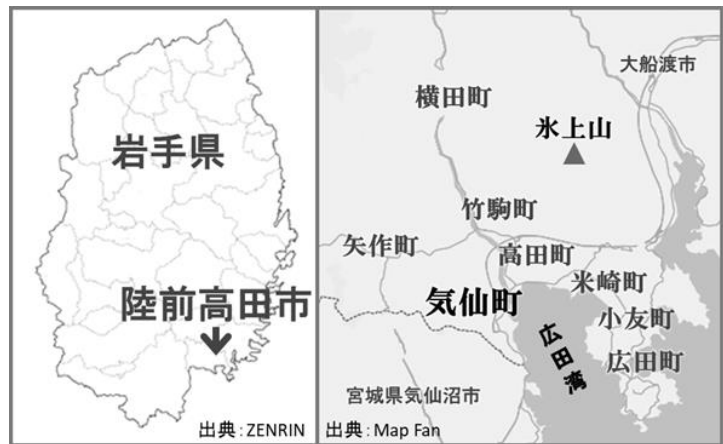 岩手県
陸前高田市
出典：ZENRIN
大船渡市
横田町
氷上山
竹駒町
矢作町
高田町
米崎町
気仙町
小友町
広田湾
広田町
宮城県気仙沼市
出典：Map Fan